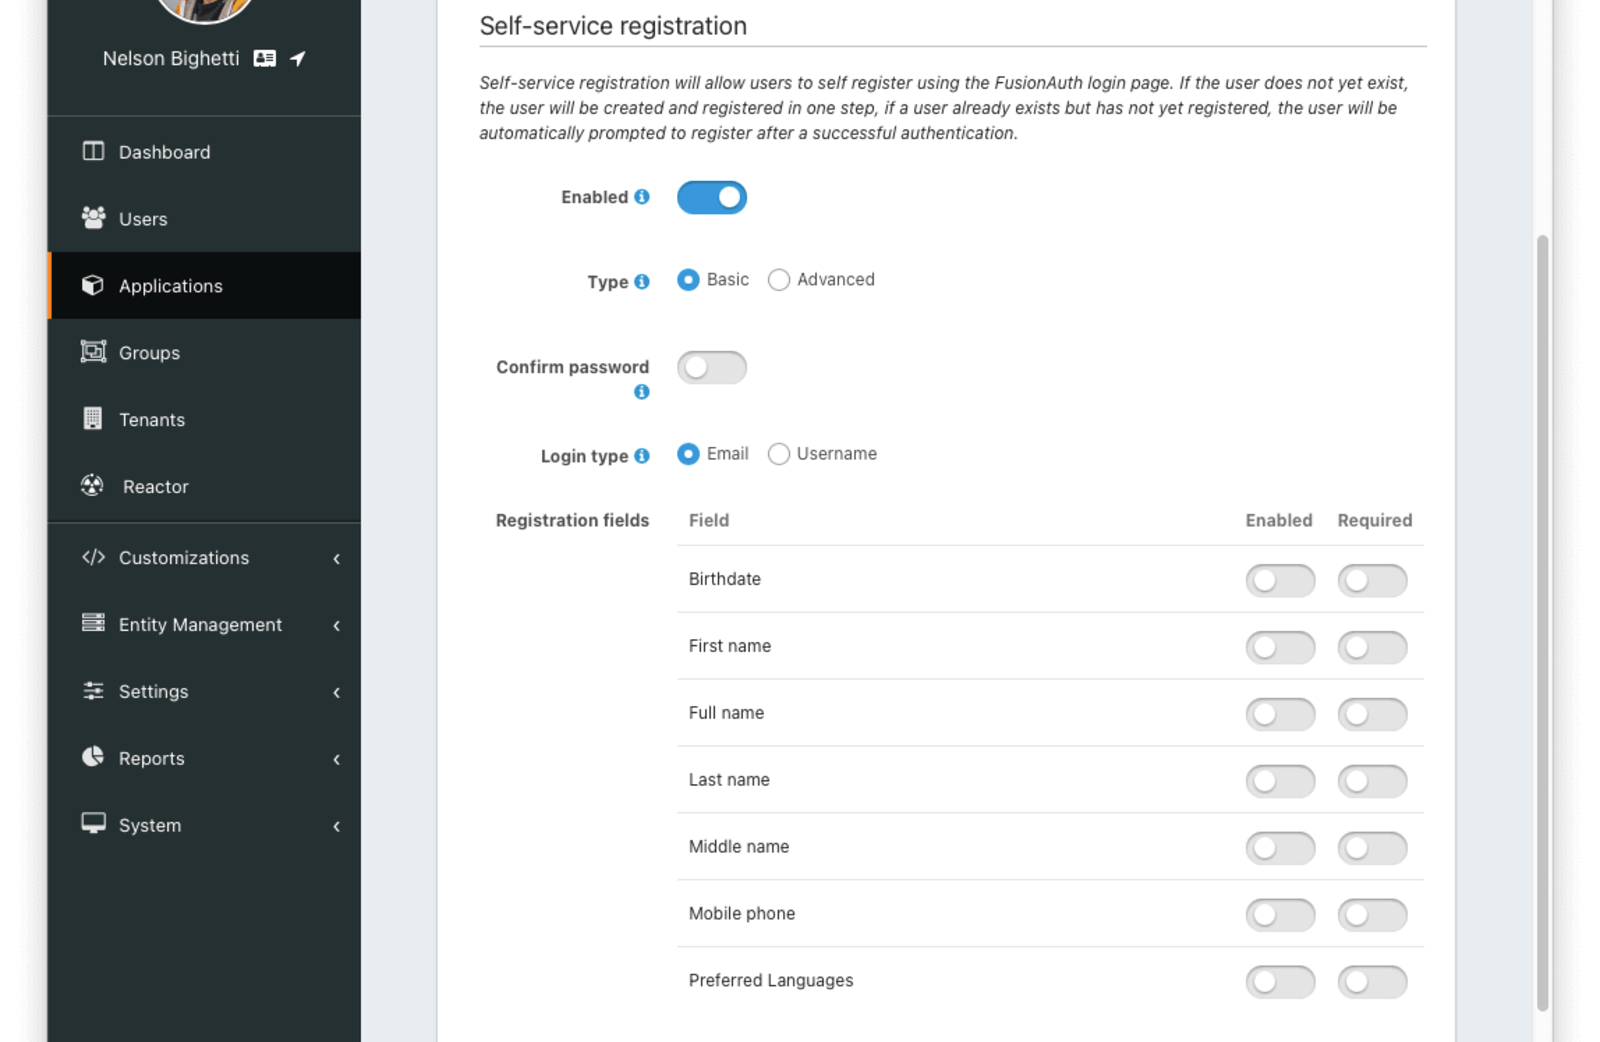 Nelson Bighetti
Dashboard
Users
Applications
Groups
Tenants
Reactor
Customizations
Entity Management
Settings
Reports
System
Self-service registration
Self-service registration will allow users to self register using the FusionAuth login page. If the user does not yet exist,
the user will be created and registered in one step, if a user already exists but has not yet registered, the user will be
automatically prompted to register after a successful authentication.
Enabled
Type Basic Advanced
Confirm password
Login type Email Username
Registration fields Field Enabled Required
Birthdate
First name
Full name
Last name
Middle name
Mobile phone
Preferred Languages